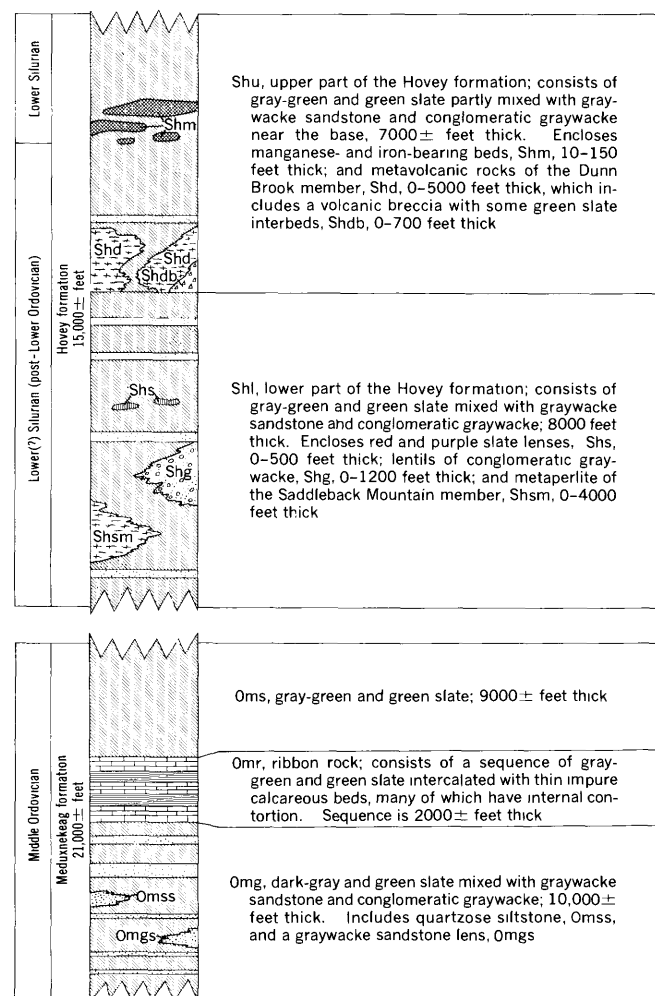 Lower Silurian
Lower(?) Silurian (post-Lower Ordovician)
Hovey formation
15,000± feet
Shm
Shd
Shd
Shdb
Shs
Shg
Shsm
Shu, upper part of the Hovey formation; consists of
gray-green and green slate partly mixed with gray-
wacke sandstone and conglomeratic graywacke
near the base, 7000± feet thick. Encloses
manganese- and iron-bearing beds, Shm, 10-150
feet thick; and metavolcanic rocks of the Dunn
Brook member, Shd, 0-5000 feet thick, which in-
cludes a volcanic breccia with some green slate
interbeds, Shdb, 0-700 feet thick
Shl, lower part of the Hovey formation; consists of
gray-green and green slate mixed with graywacke
sandstone and conglomeratic graywacke; 8000 feet
thick. Encloses red and purple slate lenses, Shs,
0-500 feet thick; lentils of conglomeratic gray-
wacke, Shg, 0-1200 feet thick; and metaperlite of
the Saddleback Mountain member, Shsm, 0-4000
feet thick
Middle Ordovician
Meduxnekeag formation
21,000± feet
Omss
Omgs
Oms, gray-green and green slate; 9000± feet thick
Omr, ribbon rock; consists of a sequence of gray-
green and green slate intercalated with thin impure
calcareous beds, many of which have internal con-
tortion. Sequence is 2000± feet thick
Omg, dark-gray and green slate mixed with graywacke
sandstone and conglomeratic graywacke; 10,000±
feet thick. Includes quartzose siltstone, Omss,
and a graywacke sandstone lens, Omgs